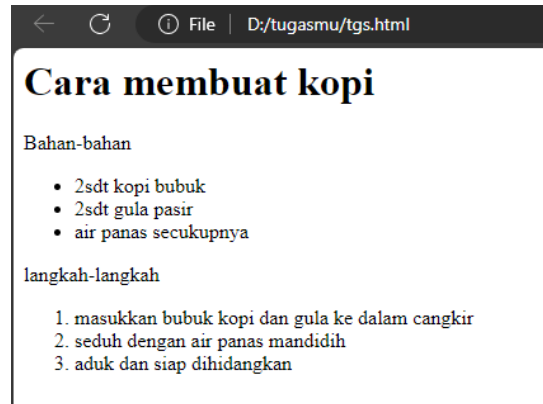 File D:/tugasmu/tgs.html
Cara membuat kopi
Bahan-bahan
• 2sdt kopi bubuk
• 2sdt gula pasir
• air panas secukupnya
langkah-langkah
1. masukkan bubuk kopi dan gula ke dalam cangkir
2. seduh dengan air panas mandidih
3. aduk dan siap dihidangkan